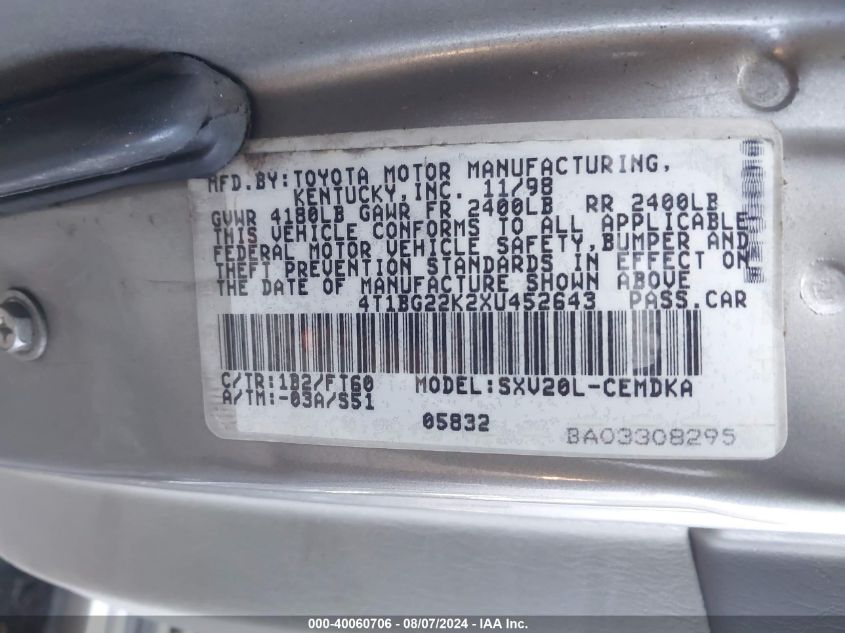 MFD.BY:TOYOTA MOTOR MANUFACTURING,
KENTUCKY,INC. 11/98
GVWR 4180LB GAWR FR 2400LB RR 2400LB
THIS VEHICLE CONFORMS TO ALL APPLICABLE
FEDERAL MOTOR VEHICLE SAFETY,BUMPER AND
THEFT PREVENTION STANDARDS IN EFFECT ON
THE DATE OF MANUFACTURE SHOWN ABOVE
4T1BG22K2XU452643 PASS.CAR
C/TR:1B2/FT60 MODEL:SXV20L-CEMDKA
A/TM:-03A/S51
05832
BA03308295
000-40060706 - 08/07/2024 - IAA Inc.